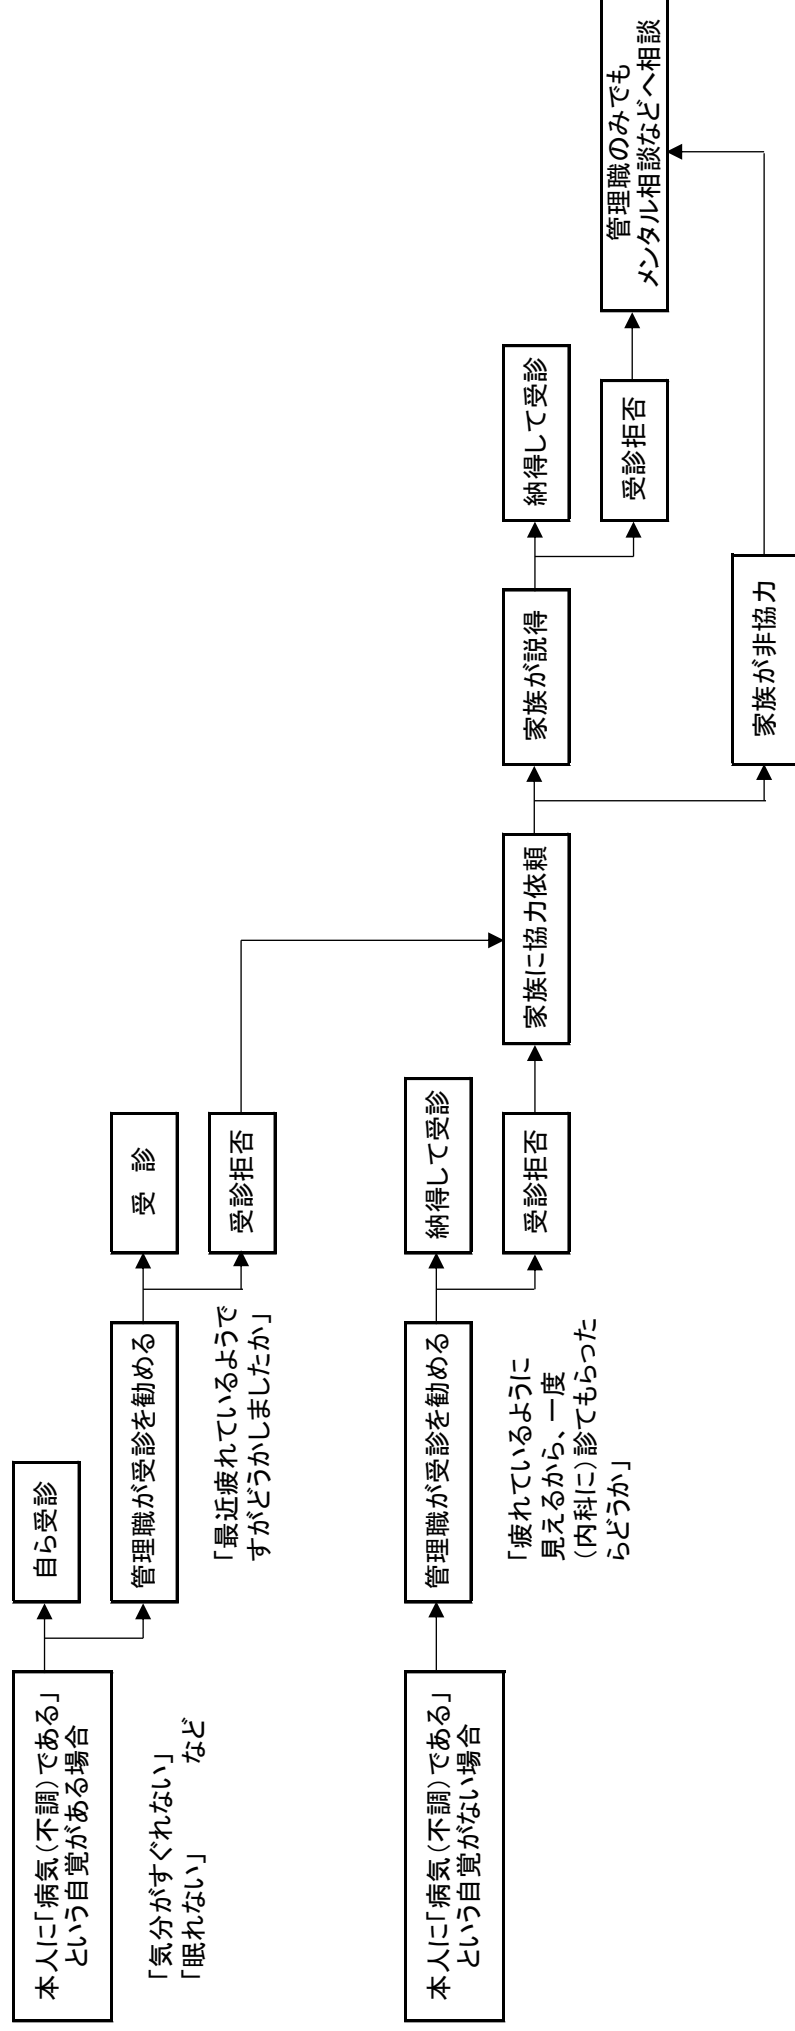 本人に「病気(不調)である」
という自覚がある場合
「気分がすぐれない」
「眠れない」 など
自ら受診
管理職が受診を勧める
「最近疲れているようで
すがどうかしましたか」
受 診
受診拒否
本人に「病気(不調)である」
という自覚がない場合
管理職が受診を勧める
「疲れているように
見えるから、一度
(内科に)診てもらった
らどうか」
納得して受診
受診拒否
家族に協力依頼
家族が説得
家族が非協力
納得して受診
受診拒否
管理職のみでも
メンタル相談などへ相談